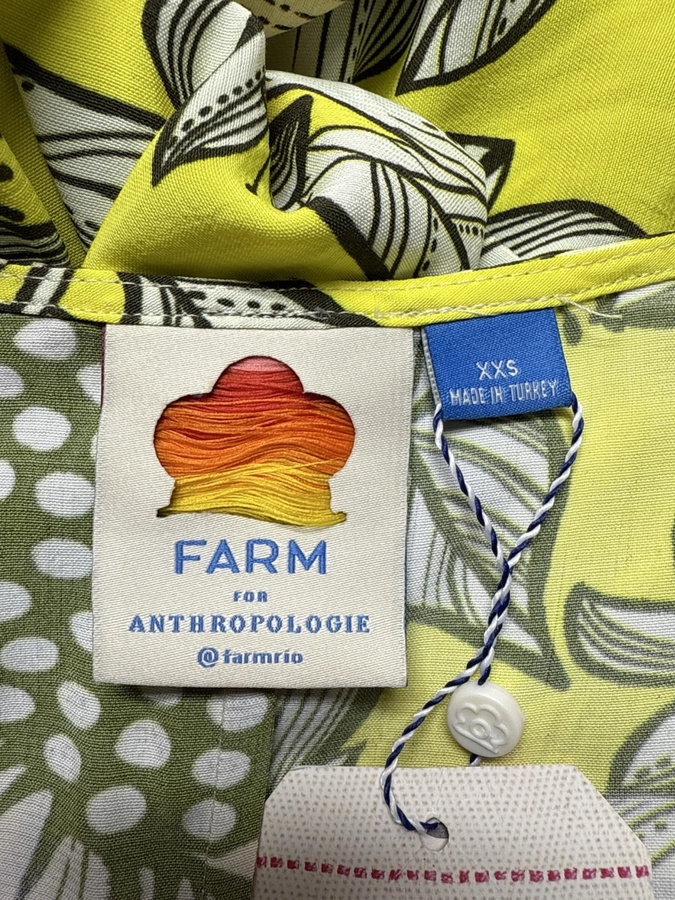 FARM
FOR
ANTHROPOLOGIE
@farmrio
XXS
MADE IN TURKEY